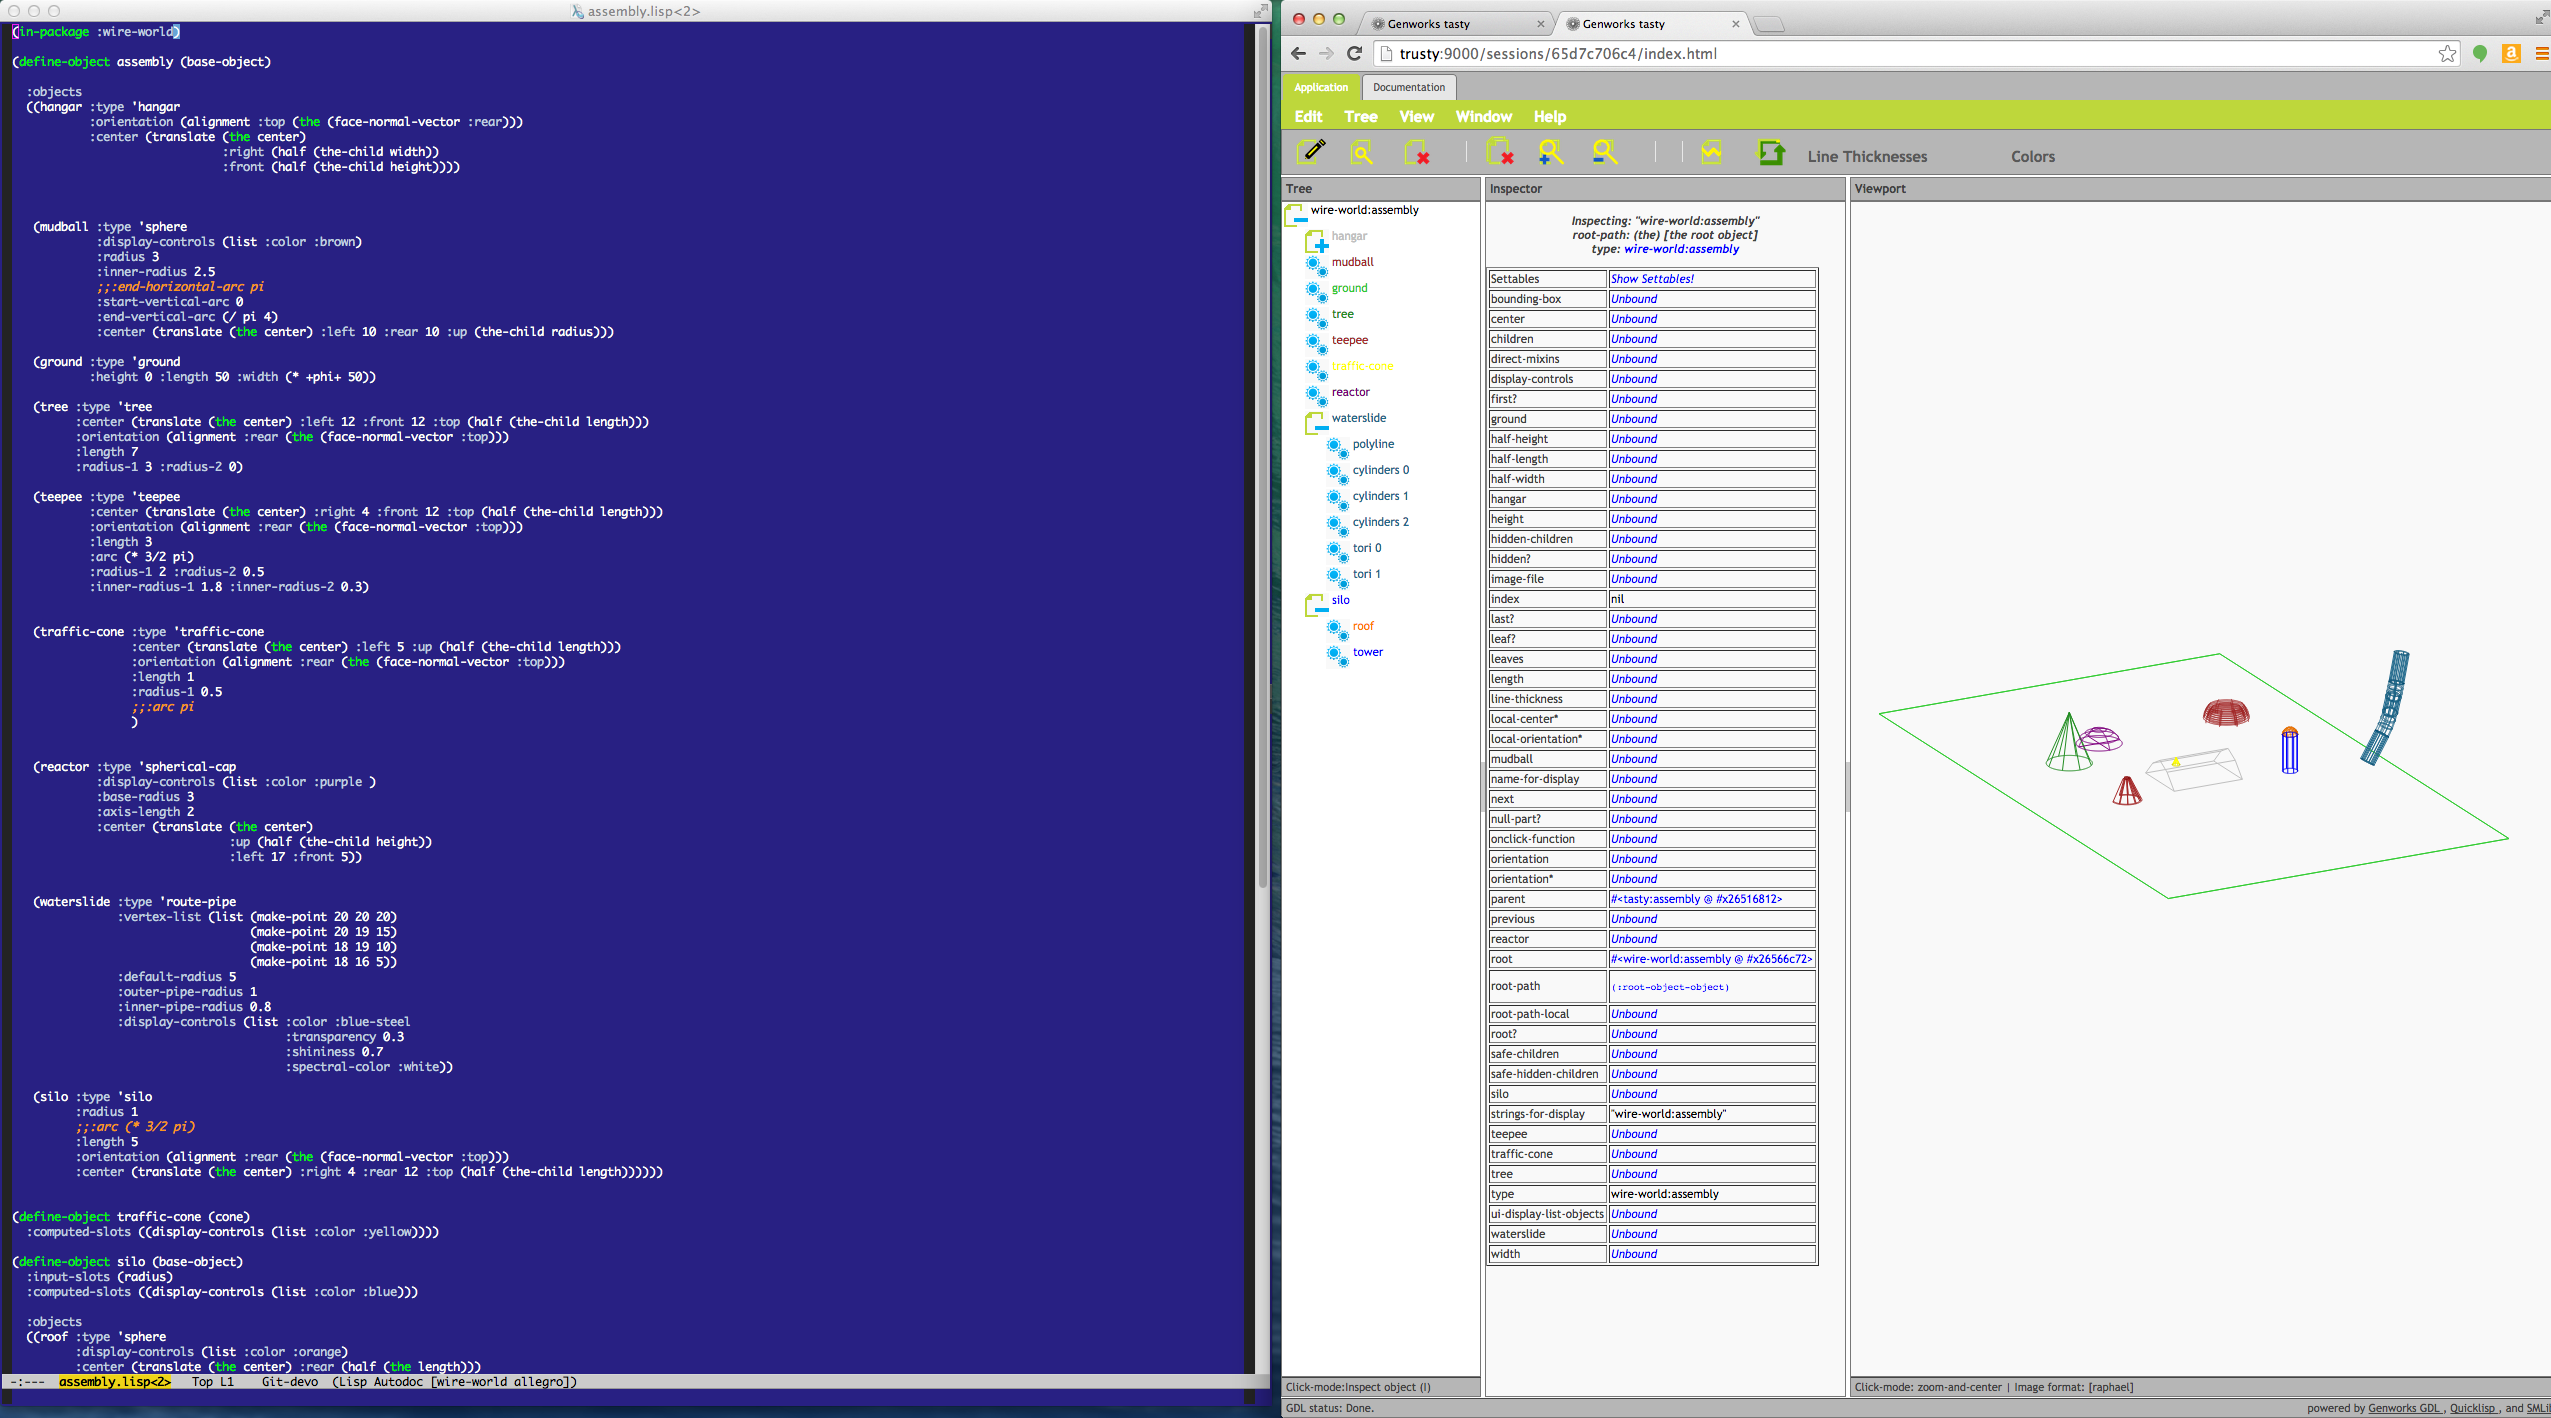 assembly.lisp<2>
(in-package :wire-world)
(define-object assembly (base-object)
:objects
((hangar :type 'hangar
:orientation (alignment :top (the (face-normal-vector :rear)))
:center (translate (the center)
:right (half (the-child width))
:front (half (the-child height))))
(mudball :type 'sphere
:display-controls (list :color :brown)
:radius 3
:inner-radius 2.5
;;:end-horizontal-arc pi
:start-vertical-arc 0
:end-vertical-arc (/ pi 4)
:center (translate (the center) :left 10 :rear 10 :up (the-child radius)))
(ground :type 'ground
:height 0 :length 50 :width (* +phi+ 50))
(tree :type 'tree
:center (translate (the center) :left 12 :front 12 :top (half (the-child length)))
:orientation (alignment :rear (the (face-normal-vector :top)))
:length 7
:radius-1 3 :radius-2 0)
(teepee :type 'teepee
:center (translate (the center) :right 4 :front 12 :top (half (the-child length)))
:orientation (alignment :rear (the (face-normal-vector :top)))
:length 3
:arc (* 3/2 pi)
:radius-1 2 :radius-2 0.5
:inner-radius-1 1.8 :inner-radius-2 0.3)
(traffic-cone :type 'traffic-cone
:center (translate (the center) :left 5 :up (half (the-child length)))
:orientation (alignment :rear (the (face-normal-vector :top)))
:length 1
:radius-1 0.5
;;:arc pi
)
(reactor :type 'spherical-cap
:display-controls (list :color :purple )
:base-radius 3
:axis-length 2
:center (translate (the center)
:up (half (the-child height))
:left 17 :front 5))
(waterslide :type 'route-pipe
:vertex-list (list (make-point 20 20 20)
(make-point 20 19 15)
(make-point 18 19 10)
(make-point 18 16 5))
:default-radius 5
:outer-pipe-radius 1
:inner-pipe-radius 0.8
:display-controls (list :color :blue-steel
:transparency 0.3
:shininess 0.7
:spectral-color :white))
(silo :type 'silo
:radius 1
;;:arc (* 3/2 pi)
:length 5
:orientation (alignment :rear (the (face-normal-vector :top)))
:center (translate (the center) :right 4 :rear 12 :top (half (the-child length))))))
(define-object traffic-cone (cone)
:computed-slots ((display-controls (list :color :yellow))))
(define-object silo (base-object)
:input-slots (radius)
:computed-slots ((display-controls (list :color :blue)))
:objects
((roof :type 'sphere
:display-controls (list :color :orange)
:center (translate (the center) :rear (half (the length)))
-:--- assembly.lisp<2> Top L1 Git-devo (Lisp Autodoc [wire-world allegro])
Genworks tasty
Genworks tasty
trusty:9000/sessions/65d7c706c4/index.html
Application Documentation
Edit Tree View Window Help
Line Thicknesses Colors
Tree
wire-world:assembly
hangar
mudball
ground
tree
teepee
traffic-cone
reactor
waterslide
polyline
cylinders 0
cylinders 1
cylinders 2
tori 0
tori 1
silo
roof
tower
Click-mode:Inspect object (I)
Inspector
Inspecting: "wire-world:assembly"
root-path: (the) [the root object]
type: wire-world:assembly
Settables Show Settables!
bounding-box Unbound
center Unbound
children Unbound
direct-mixins Unbound
display-controls Unbound
first? Unbound
ground Unbound
half-height Unbound
half-length Unbound
half-width Unbound
hangar Unbound
height Unbound
hidden-children Unbound
hidden? Unbound
image-file Unbound
index nil
last? Unbound
leaf? Unbound
leaves Unbound
length Unbound
line-thickness Unbound
local-center* Unbound
local-orientation* Unbound
mudball Unbound
name-for-display Unbound
next Unbound
null-part? Unbound
onclick-function Unbound
orientation Unbound
orientation* Unbound
parent #<tasty:assembly @ #x26516812>
previous Unbound
reactor Unbound
root #<wire-world:assembly @ #x26566c72>
root-path (:root-object-object)
root-path-local Unbound
root? Unbound
safe-children Unbound
safe-hidden-children Unbound
silo Unbound
strings-for-display "wire-world:assembly"
teepee Unbound
traffic-cone Unbound
tree Unbound
type wire-world:assembly
ui-display-list-objects Unbound
waterslide Unbound
width Unbound
Viewport
Click-mode: zoom-and-center | Image format: [raphael]
GDL status: Done.
powered by Genworks GDL , Quicklisp , and SMLi